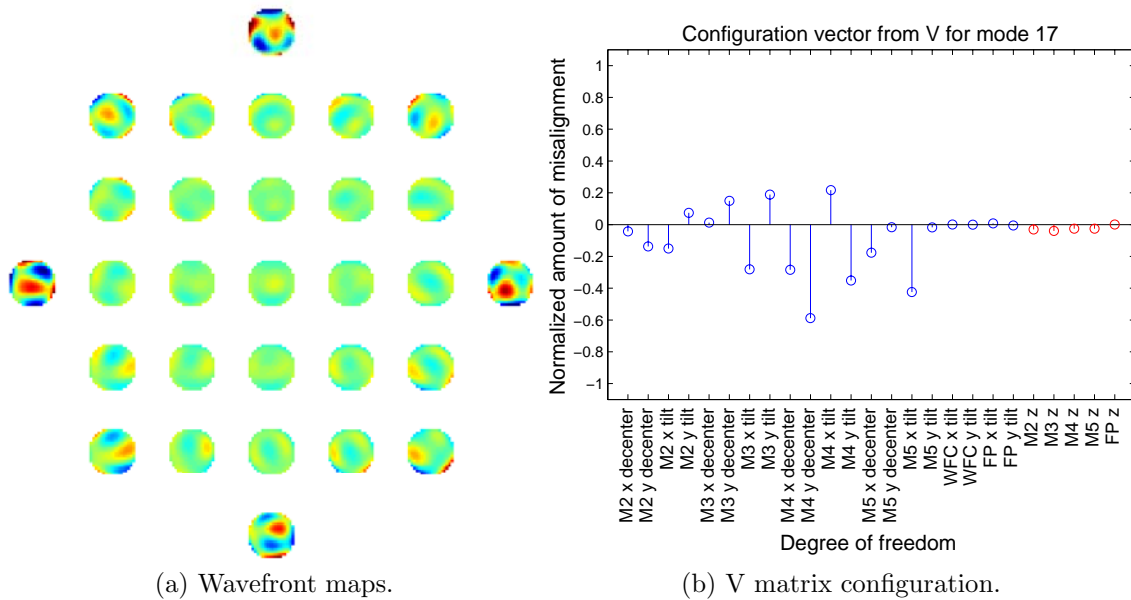 Configuration vector from V for mode 17
Normalized amount of misalignment
1
0.8
0.6
0.4
0.2
0
−0.2
−0.4
−0.6
−0.8
−1
M2 x decenter
M2 y decenter
M2 x tilt
M2 y tilt
M3 x decenter
M3 y decenter
M3 x tilt
M3 y tilt
M4 x decenter
M4 y decenter
M4 x tilt
M4 y tilt
M5 x decenter
M5 y decenter
M5 x tilt
M5 y tilt
WFC x tilt
WFC y tilt
FP x tilt
FP y tilt
M2 z
M3 z
M4 z
M5 z
FP z
Degree of freedom
(a) Wavefront maps.
(b) V matrix configuration.